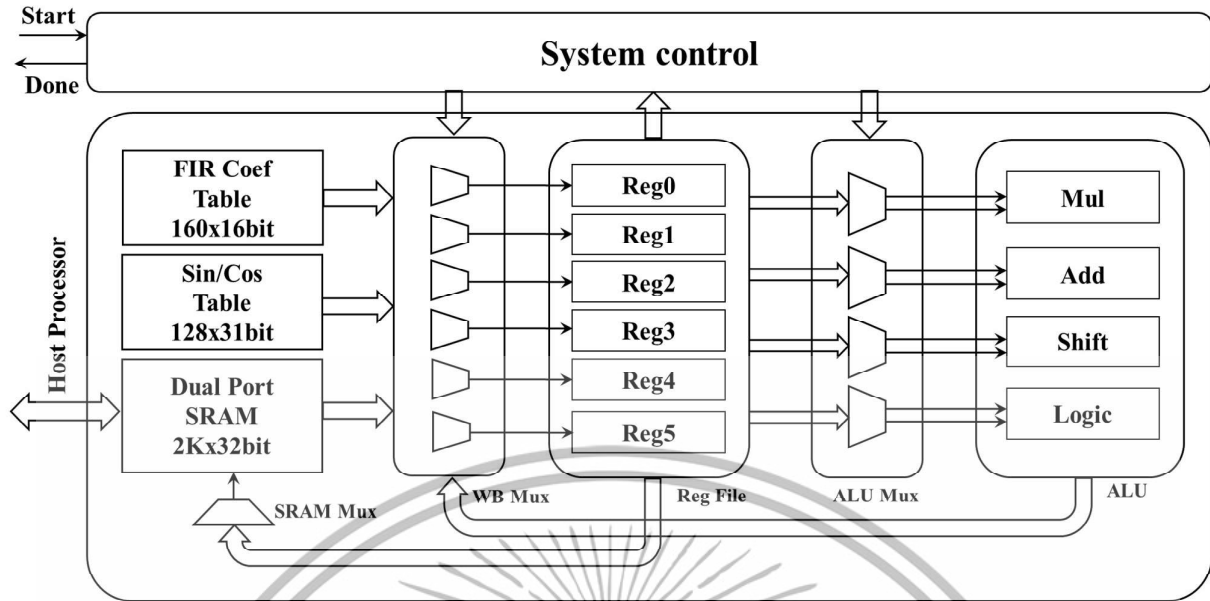 Start
System control
Done
FIR Coef
Table
160x16bit
Sin/Cos
Table
128x31bit
Host Processor
Dual Port
SRAM
2Kx32bit
SRAM Mux
WB Mux
Reg0
Reg1
Reg2
Reg3
Reg4
Reg5
Reg File
ALU Mux
Mul
Add
Shift
Logic
ALU